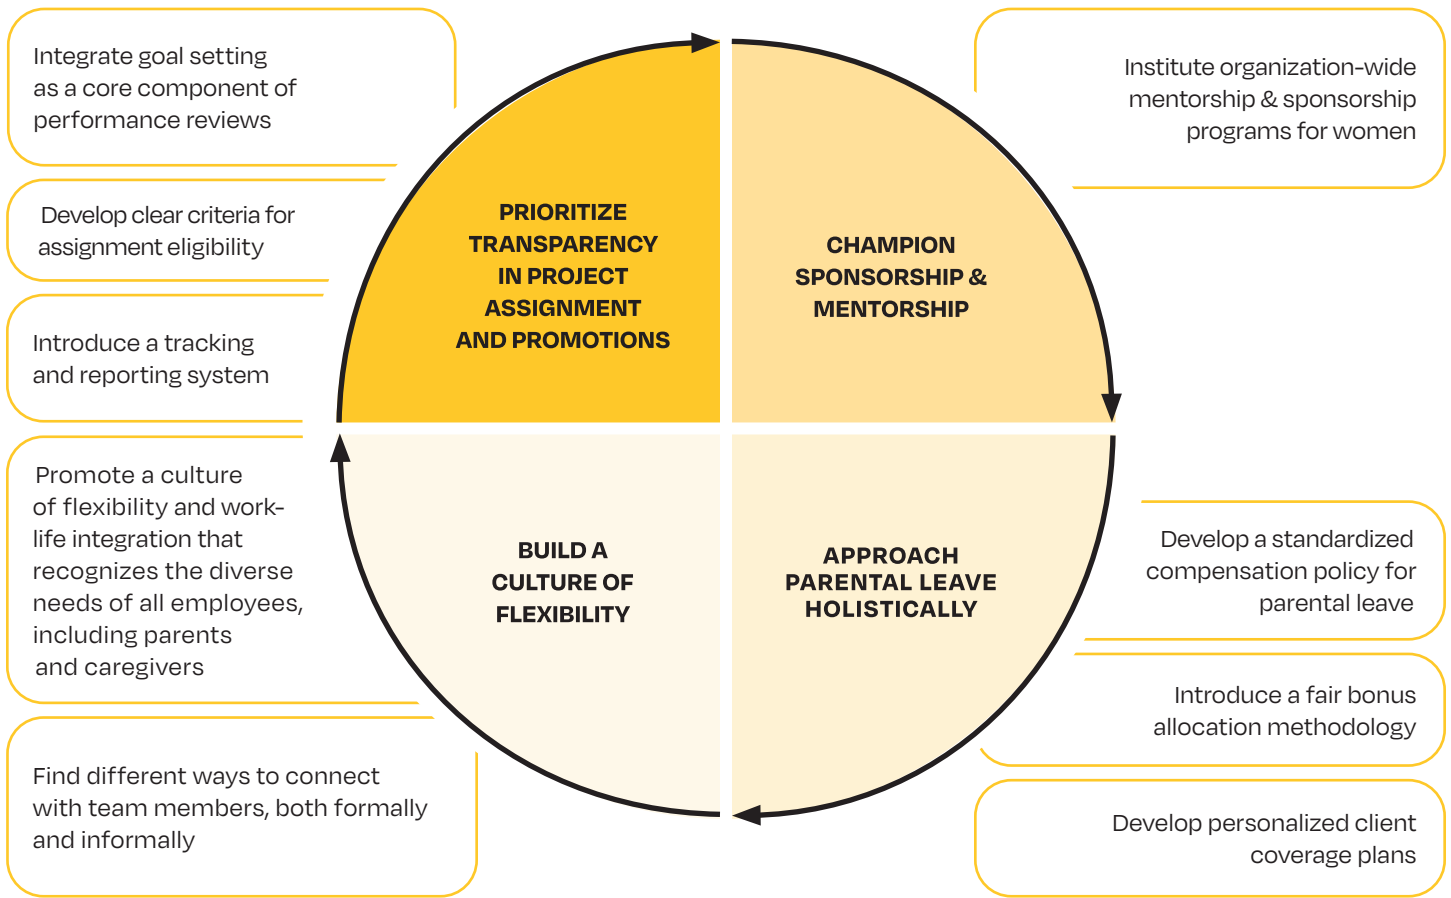 Integrate goal setting
as a core component of
performance reviews
Develop clear criteria for
assignment eligibility
Introduce a tracking
and reporting system
Promote a culture
of flexibility and work-
life integration that
recognizes the diverse
needs of all employees,
including parents
and caregivers
Find different ways to connect
with team members, both formally
and informally
PRIORITIZE
TRANSPARENCY
IN PROJECT
ASSIGNMENT
AND PROMOTIONS
CHAMPION
SPONSORSHIP &
MENTORSHIP
BUILD A
CULTURE OF
FLEXIBILITY
APPROACH
PARENTAL LEAVE
HOLISTICALLY
Institute organization-wide
mentorship & sponsorship
programs for women
Develop a standardized
compensation policy for
parental leave
Introduce a fair bonus
allocation methodology
Develop personalized client
coverage plans